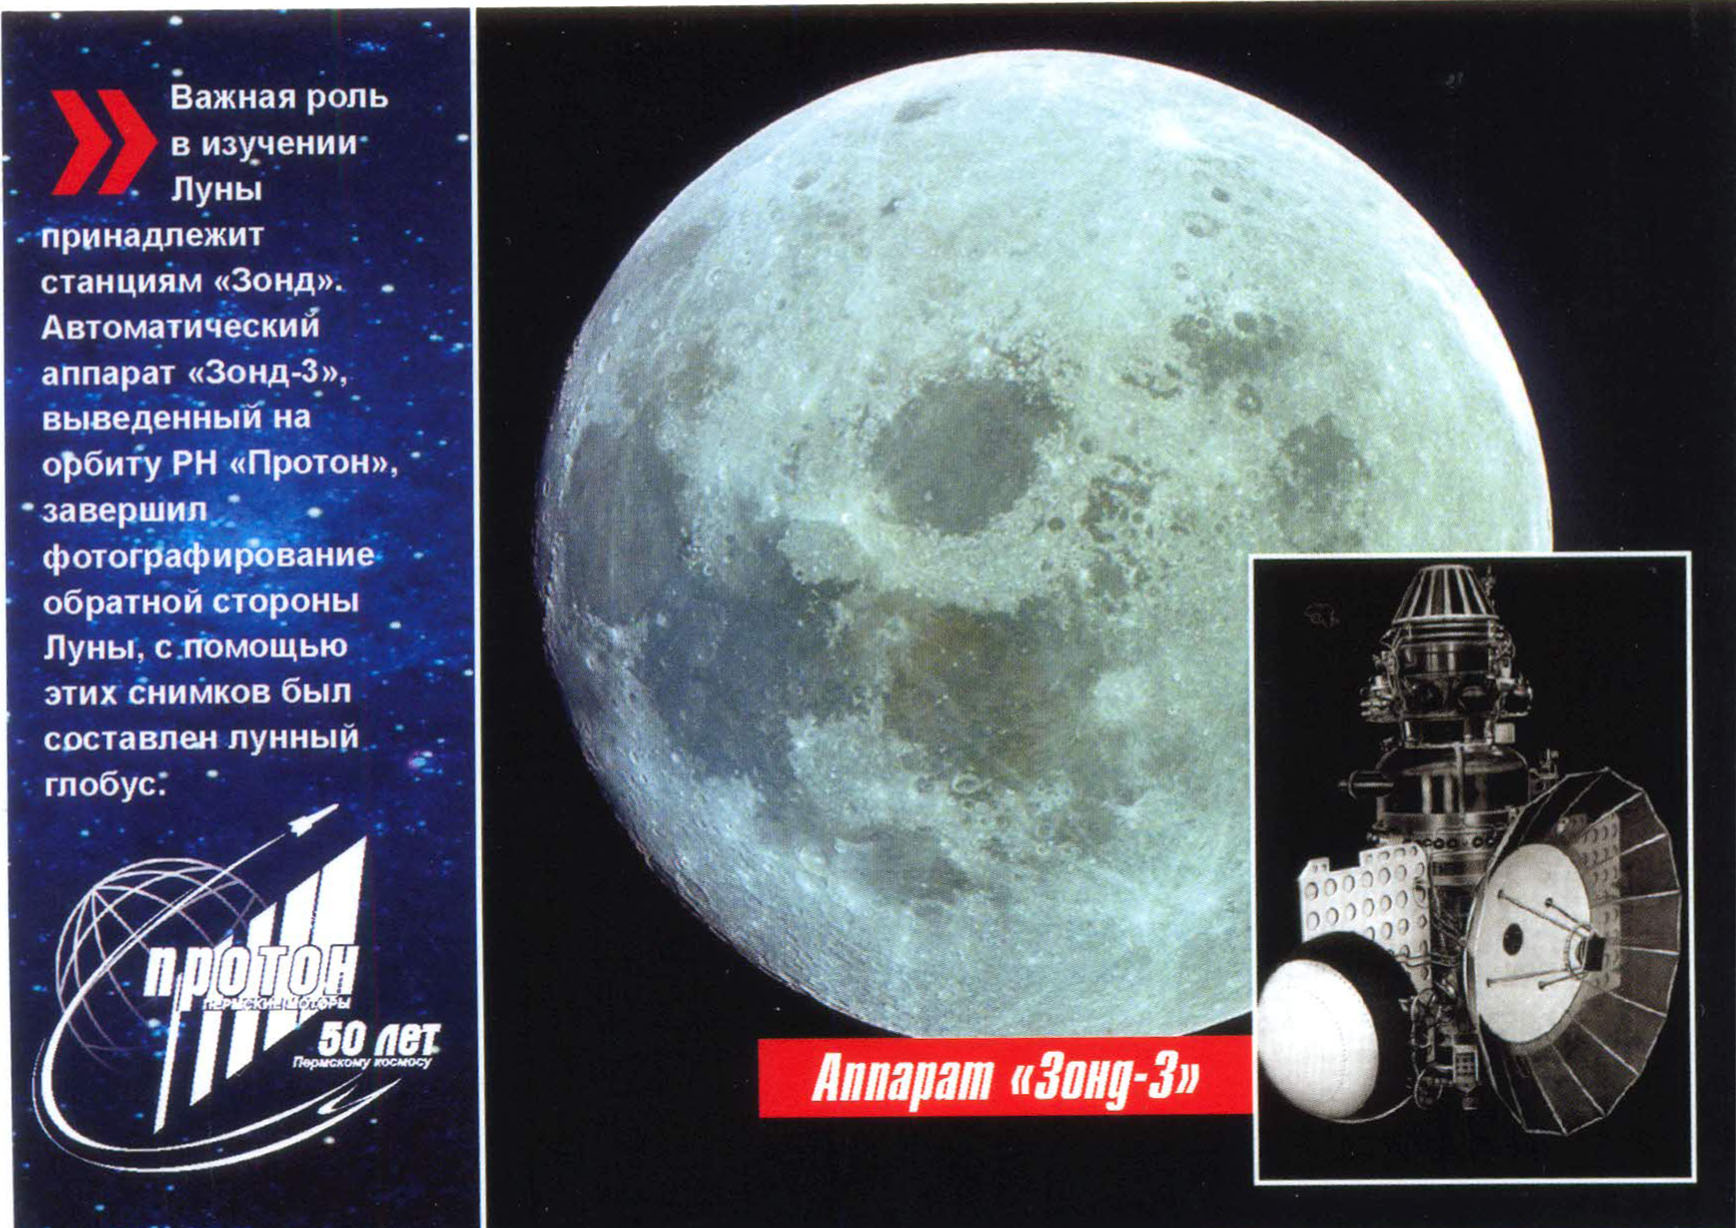 Важная роль
в изучении
Луны
принадлежит
станциям «Зонд».
Автоматический
аппарат «Зонд-3»,
выведенный на
орбиту РН «Протон»,
завершил
фотографирование
обратной стороны
Луны, с помощью
этих снимков был
составлен лунный
глобус.
протон
ПЕРМСКИЕ МОТОРЫ
50 лет
Пермскому космосу
Аппарат «Зонд-3»